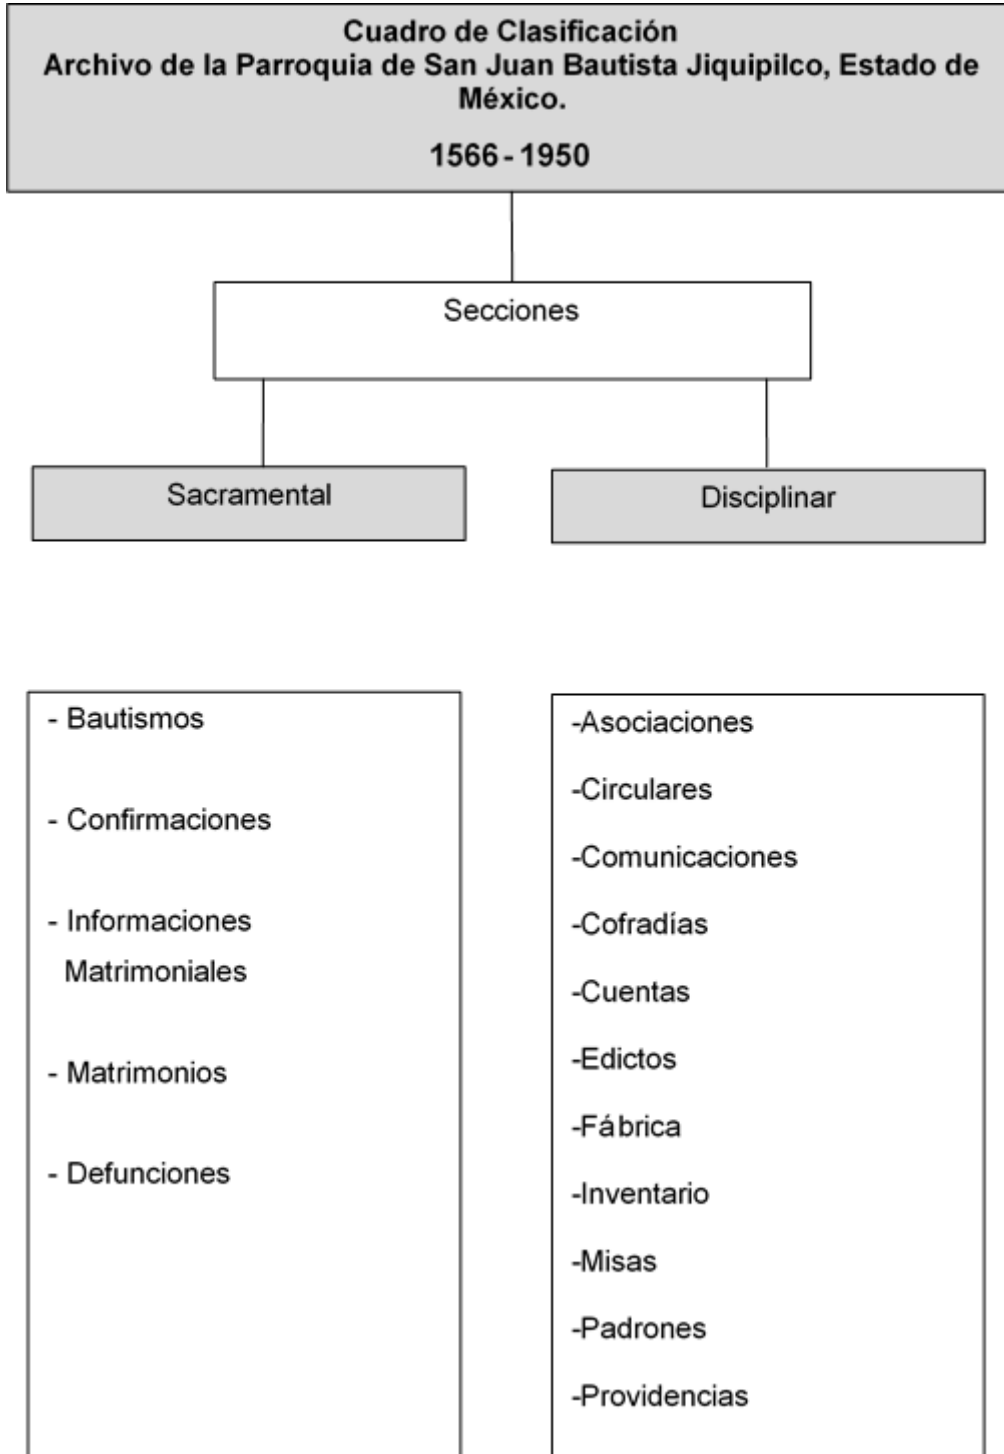 Cuadro de Clasificación
Archivo de la Parroquia de San Juan Bautista Jiquipilco, Estado de
México.
1566 - 1950
Secciones
Sacramental
Disciplinar
- Bautismos
- Confirmaciones
- Informaciones
Matrimoniales
- Matrimonios
- Defunciones
-Asociaciones
-Circulares
-Comunicaciones
-Cofradías
-Cuentas
-Edictos
-Fábrica
-Inventario
-Misas
-Padrones
-Providencias